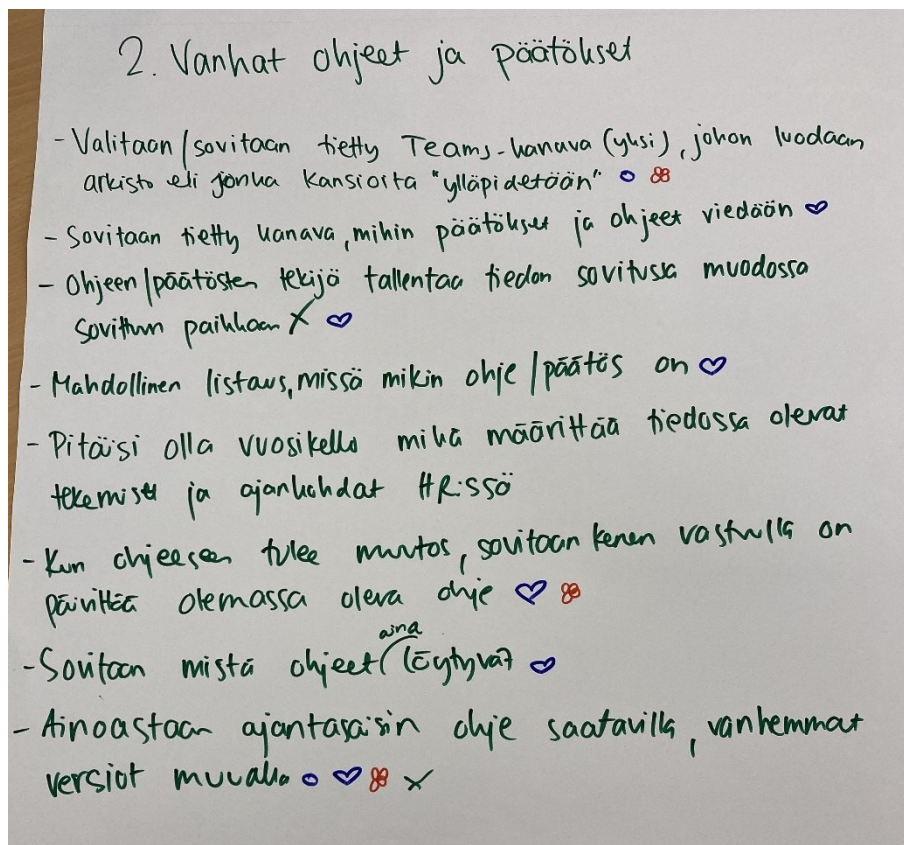 2. Vanhat ohjeet ja päätökset
- Valitaan/sovitaan tietty Teams-kanava (yksi), johon luodaan
arkisto eli jonka kansioita "ylläpidetään"
- Sovitaan tietty kanava, mihin päätökset ja ohjeet viedään
- Ohjeen/päätösten tekijä tallentaa tiedon sovitussa muodossa
sovittuun paikkaan X
- Mahdollinen listaus, missä mikin ohje/päätös on
- Pitäisi olla vuosikello mikä määrittää tiedossa olevat
tekemiset ja ajankohdat HR:ssä
- Kun ohjeeseen tulee muutos, sovitaan kenen vastuulla on
päivittää olemassa oleva ohje
- Sovitaan mistä ohjeet aina löytyvät
- Ainoastaan ajantasaisin ohje saatavilla, vanhemmat
versiot muualla X